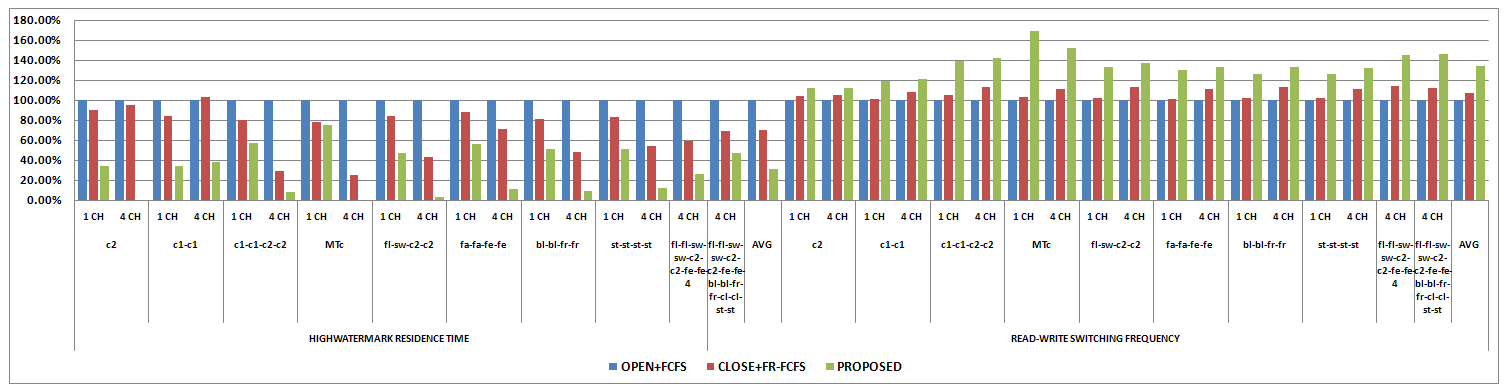 180.00%
160.00%
140.00%
120.00%
100.00%
80.00%
60.00%
40.00%
20.00%
0.00%
1 CH 4 CH 1 CH 4 CH 1 CH 4 CH 1 CH 4 CH 1 CH 4 CH 1 CH 4 CH 1 CH 4 CH 1 CH 4 CH 4 CH 4 CH 1 CH 4 CH 1 CH 4 CH 1 CH 4 CH 1 CH 4 CH 1 CH 4 CH 1 CH 4 CH 1 CH 4 CH 1 CH 4 CH 4 CH 4 CH
c2 c1-c1 c1-c1-c2-c2 MTc fl-sw-c2-c2 fa-fa-fe-fe bl-bl-fr-fr st-st-st-st
fl-fl-sw-
sw-c2-
c2-fe-fe-
4
fl-fl-sw-
sw-c2-
c2-fe-fe-
bl-bl-fr-
fr-cl-cl-
st-st
AVG
c2 c1-c1 c1-c1-c2-c2 MTc fl-sw-c2-c2 fa-fa-fe-fe bl-bl-fr-fr st-st-st-st
fl-fl-sw-
sw-c2-
c2-fe-fe-
4
fl-fl-sw-
sw-c2-
c2-fe-fe-
bl-bl-fr-
fr-cl-cl-
st-st
AVG
HIGHWATERMARK RESIDENCE TIME
READ-WRITE SWITCHING FREQUENCY
OPEN+FCFS CLOSE+FR-FCFS PROPOSED